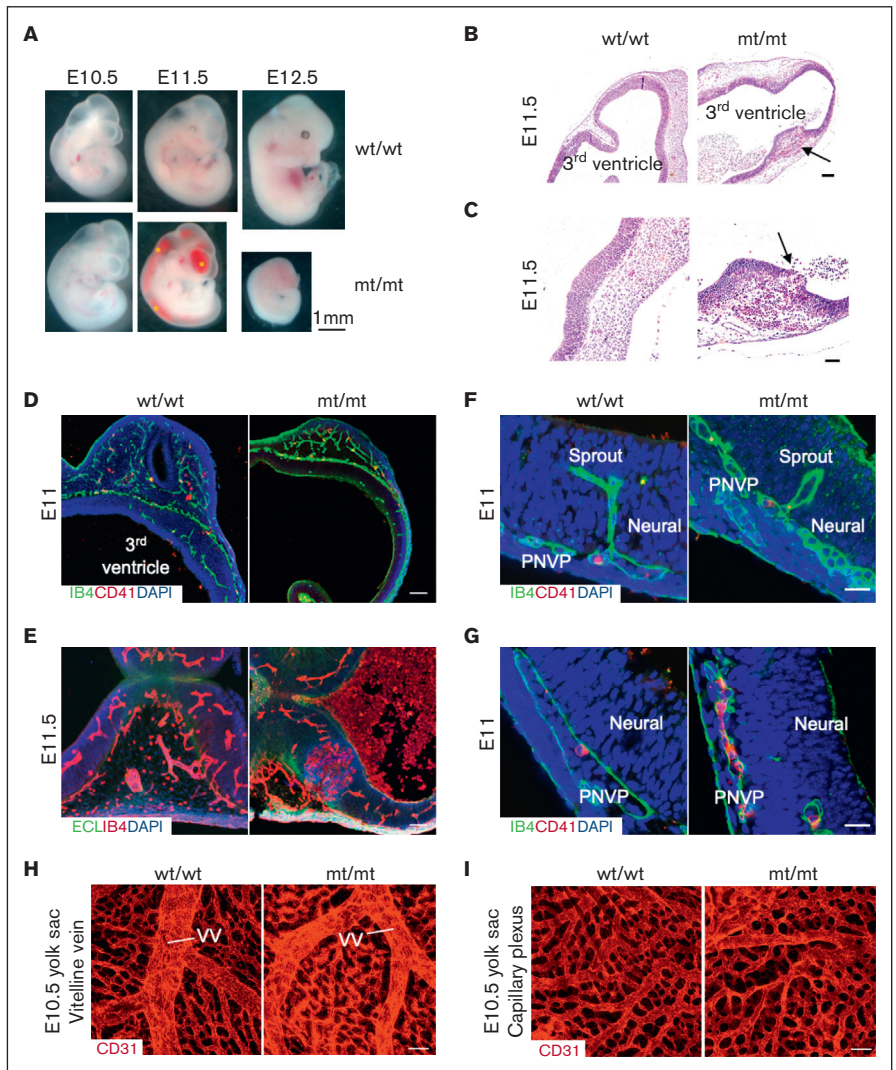 A
E10.5
E11.5
E12.5
wt/wt
mt/mt
1mm
B
wt/wt
mt/mt
E11.5
3rd ventricle
3rd ventricle
C
E11.5
D
wt/wt
mt/mt
E11
3rd
ventricle
IB4CD41DAPI
E
E11.5
ECLIB4DAPI
F
wt/wt
mt/mt
E11
Sprout
Neural
PNVP
Sprout
PNVP
Neural
IB4CD41DAPI
G
E11
Neural
PNVP
Neural
PNVP
IB4CD41DAPI
H
wt/wt
mt/mt
E10.5 yolk sac
Vitelline vein
VV
VV
CD31
I
wt/wt
mt/mt
E10.5 yolk sac
Capillary plexus
CD31